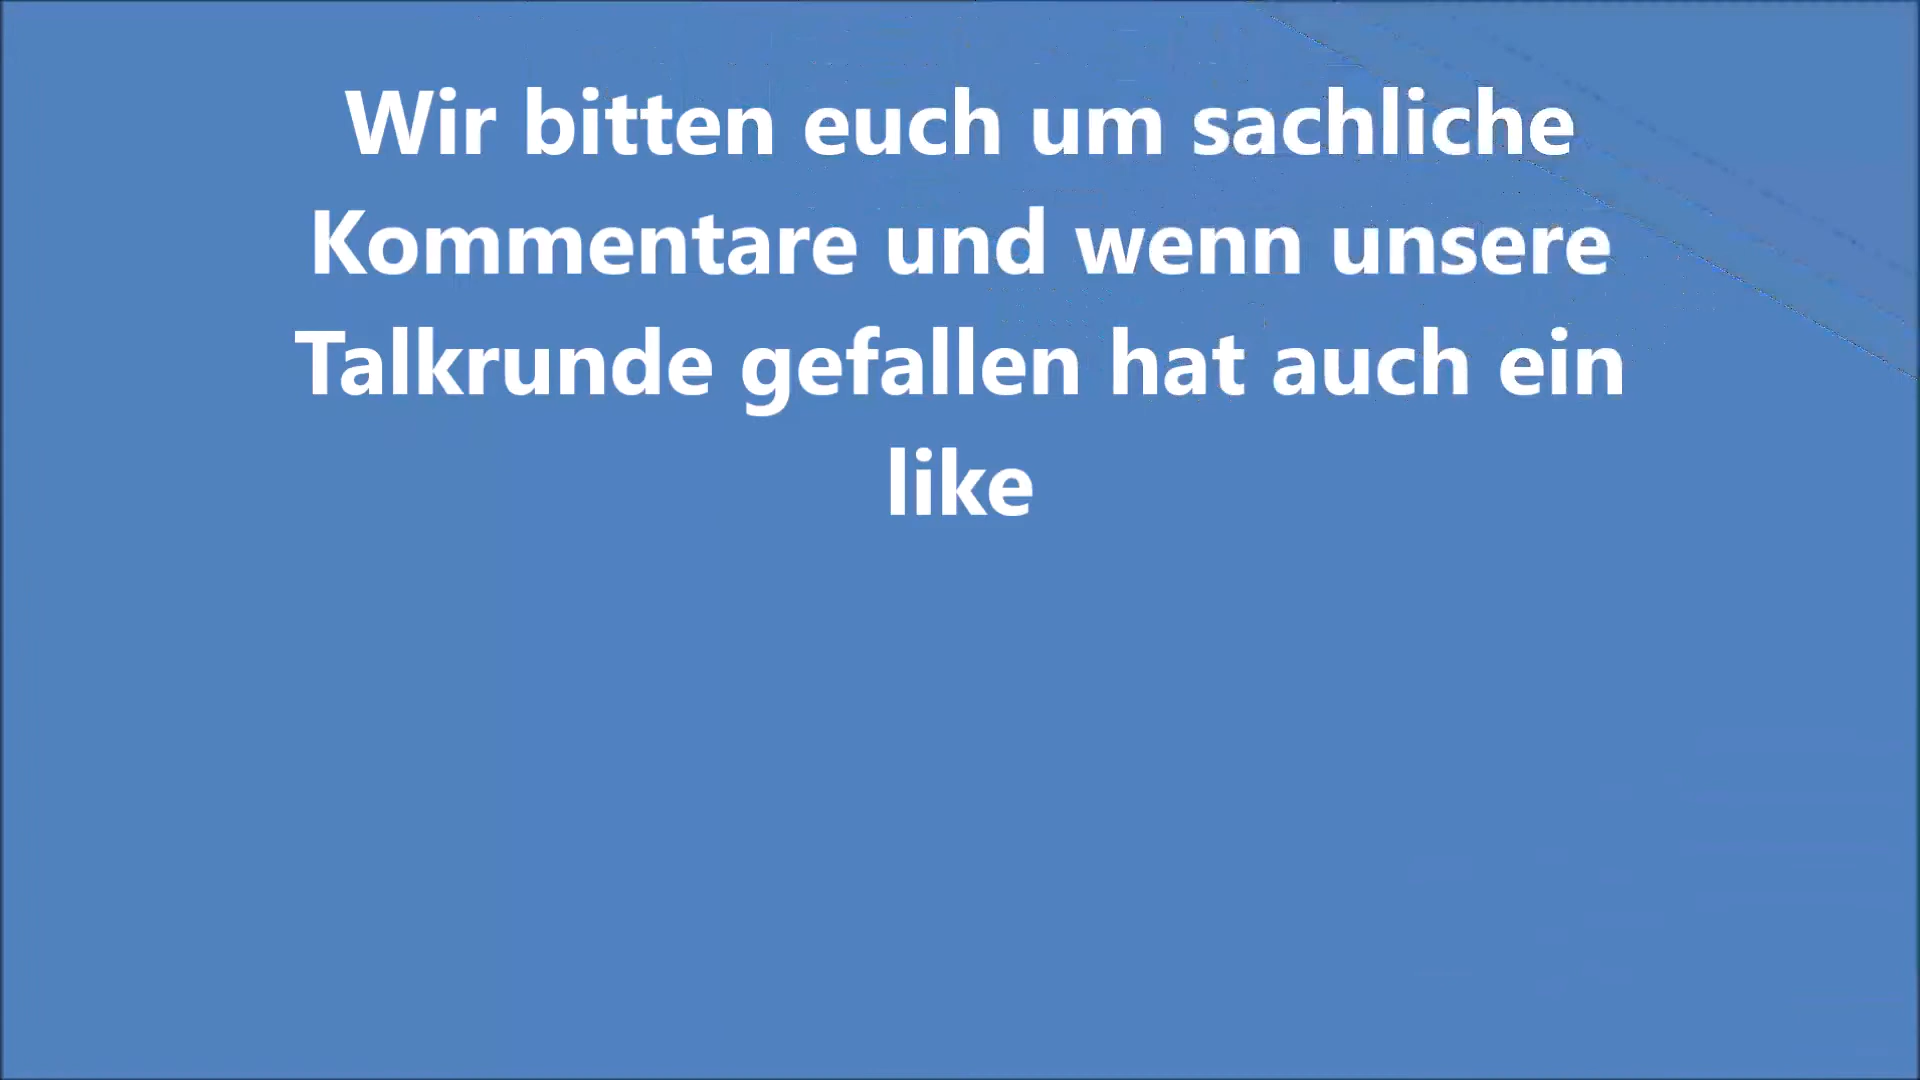 Wir bitten euch um sachliche
Kommentare und wenn unsere
Talkrunde gefallen hat auch ein
like